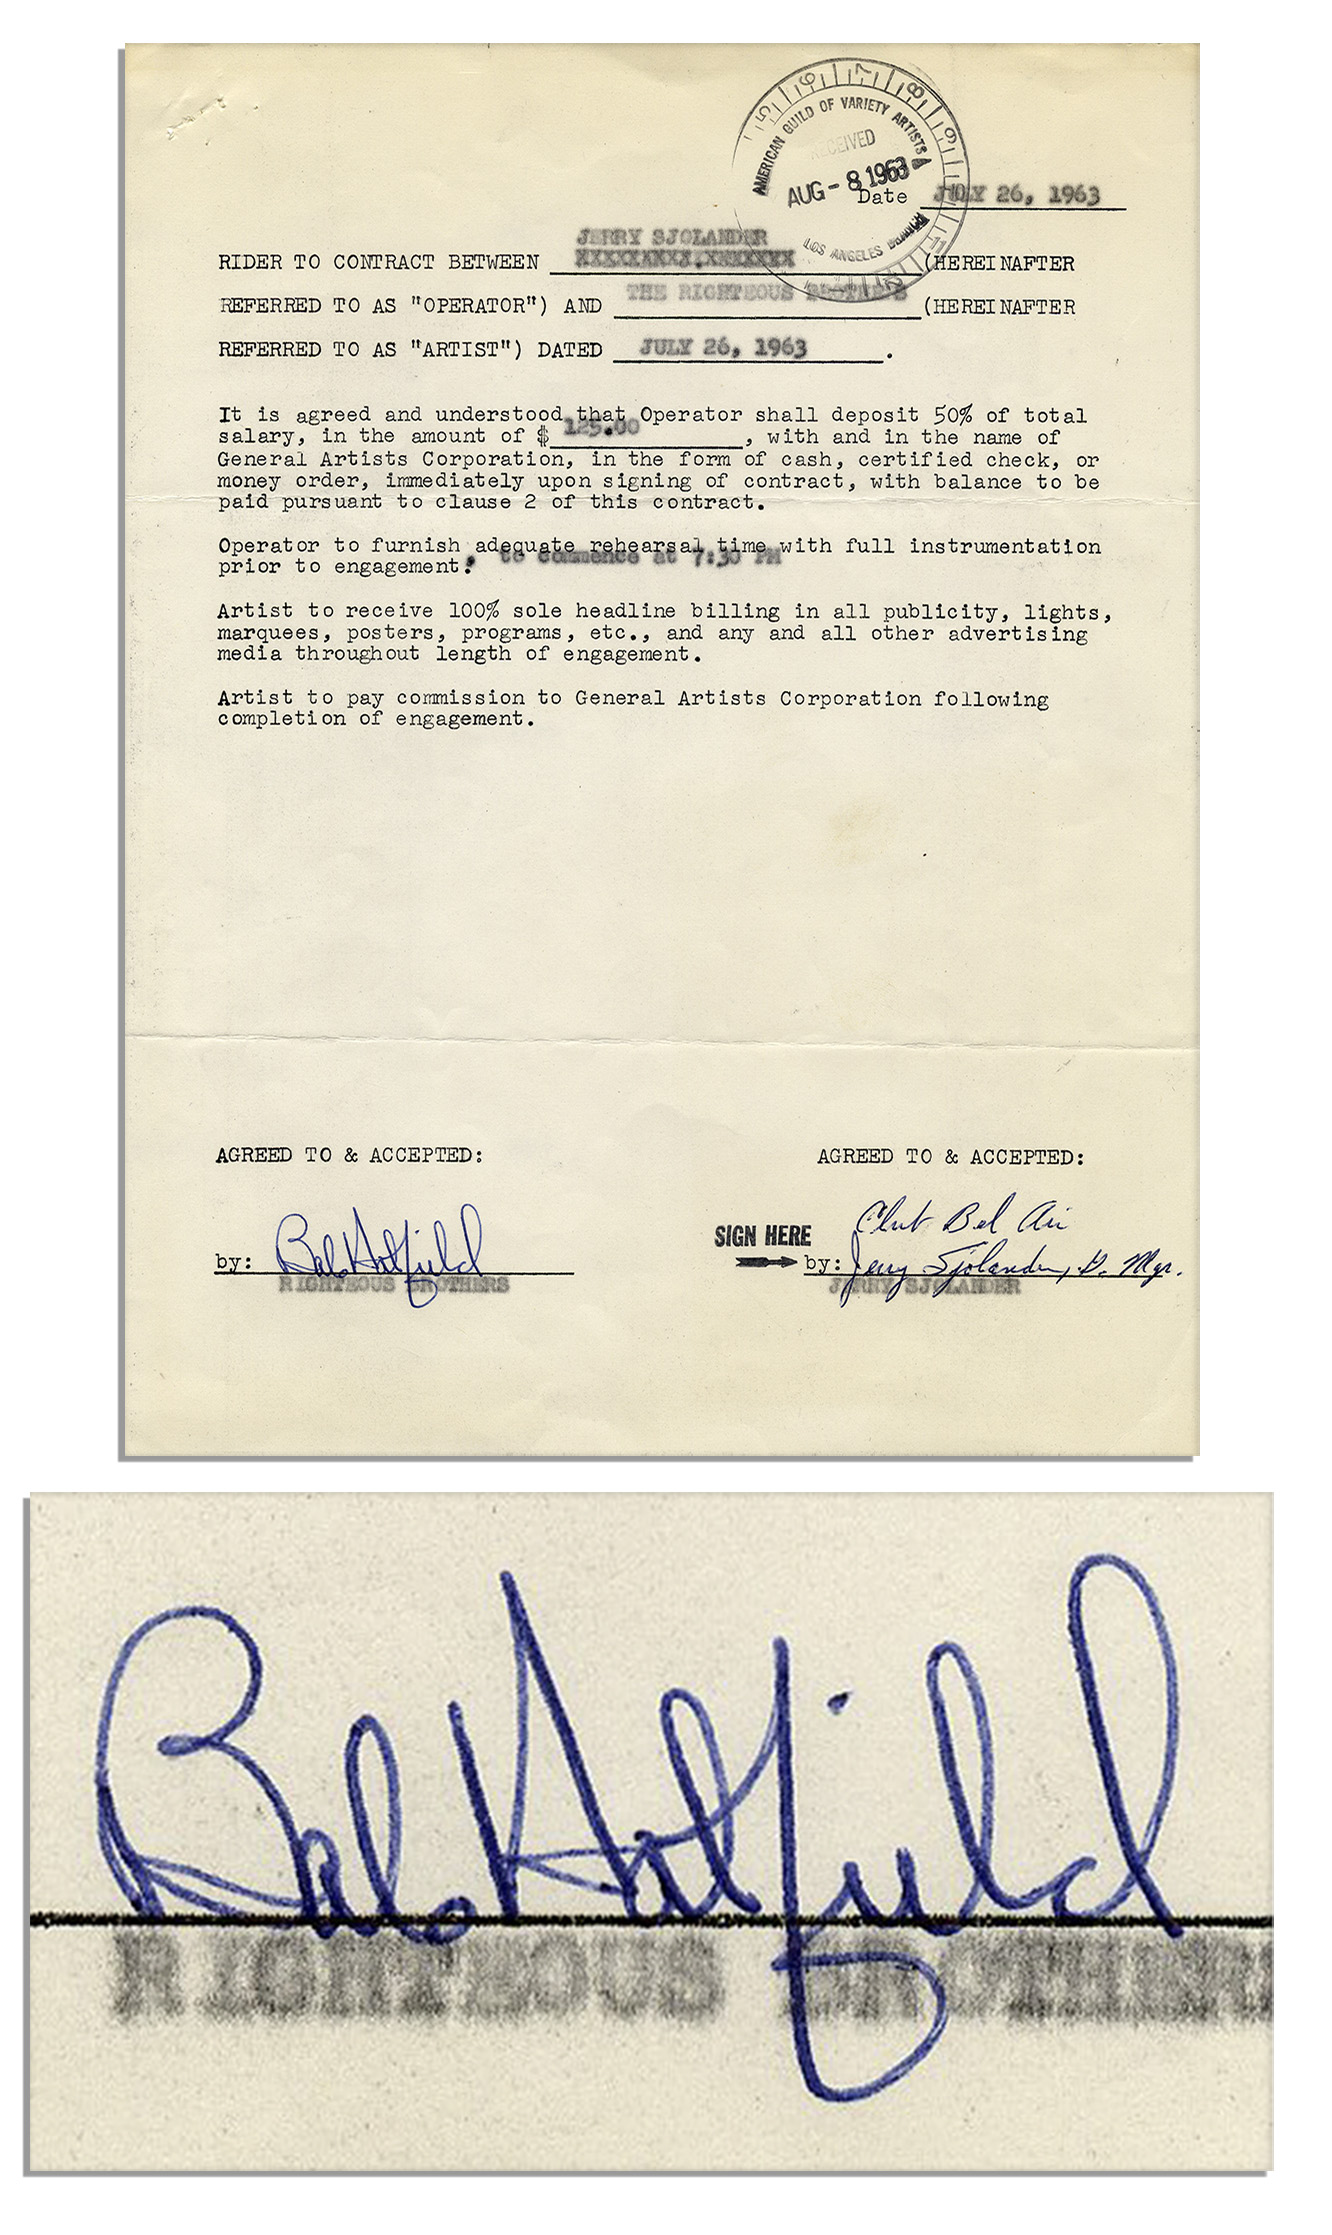 AMERICAN GUILD OF VARIETY ARTISTS
RECEIVED
AUG - 8 1963
LOS ANGELES
Date JULY 26, 1963
JERRY SJOLANDER
RIDER TO CONTRACT BETWEEN XXXXXXXXX.XXXXXXX (HEREINAFTER
REFERRED TO AS "OPERATOR") AND THE RIGHTEOUS BROTHERS (HEREINAFTER
REFERRED TO AS "ARTIST") DATED JULY 26, 1963.
It is agreed and understood that Operator shall deposit 50% of total
salary, in the amount of $ 125.00, with and in the name of
General Artists Corporation, in the form of cash, certified check, or
money order, immediately upon signing of contract, with balance to be
paid pursuant to clause 2 of this contract.
Operator to furnish adequate rehearsal time with full instrumentation
prior to engagement, to commence at 7:30 PM
Artist to receive 100% sole headline billing in all publicity, lights,
marquees, posters, programs, etc., and any and all other advertising
media throughout length of engagement.
Artist to pay commission to General Artists Corporation following
completion of engagement.
AGREED TO & ACCEPTED:
by: Bob Hatfield
RIGHTEOUS BROTHERS
AGREED TO & ACCEPTED:
Club Bel Air
SIGN HERE
by: Jerry Sjolander, Mgr.
JERRY SJOLANDER
Bob Hatfield
RIGHTEOUS BROTHERS